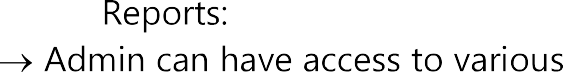 Reports:
→ Admin can have access to various